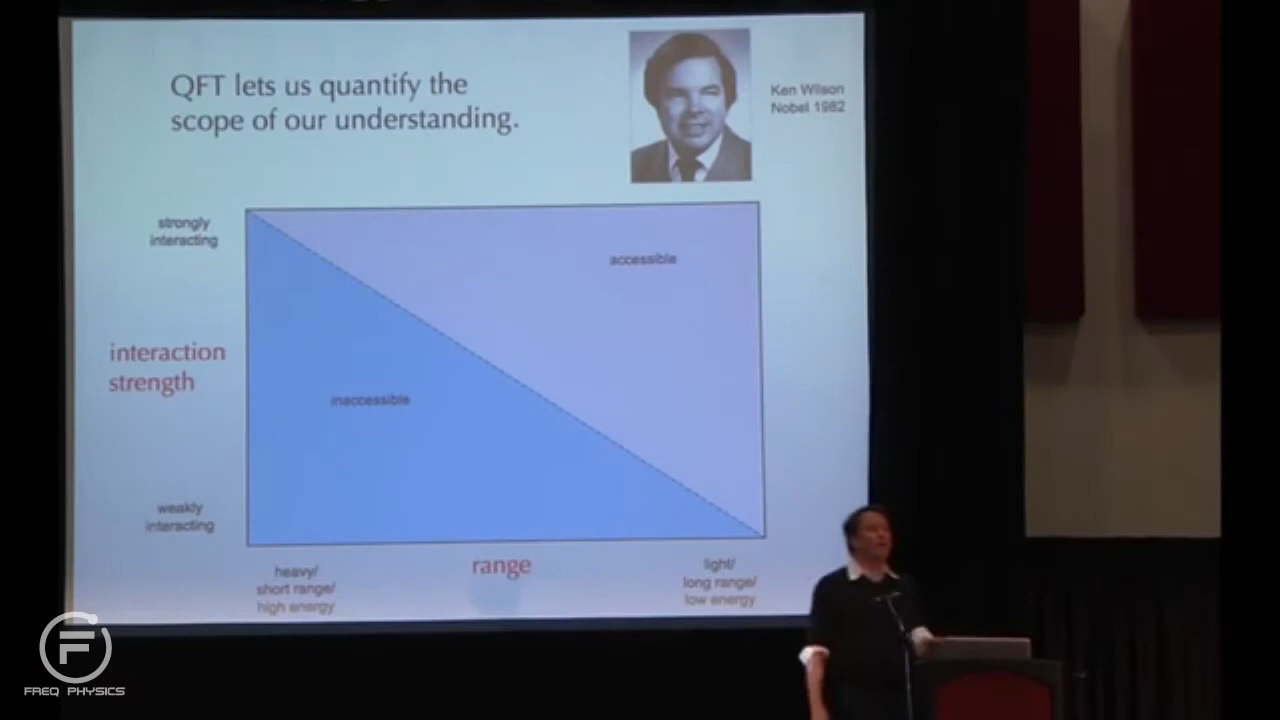 QFT lets us quantify the
scope of our understanding.
Ken Wilson
Nobel 1982
strongly
interacting
accessible
interaction
strength
inaccessible
weakly
interacting
heavy/
short range/
high energy
range
light/
long range/
low energy
F
FREQ PHYSICS